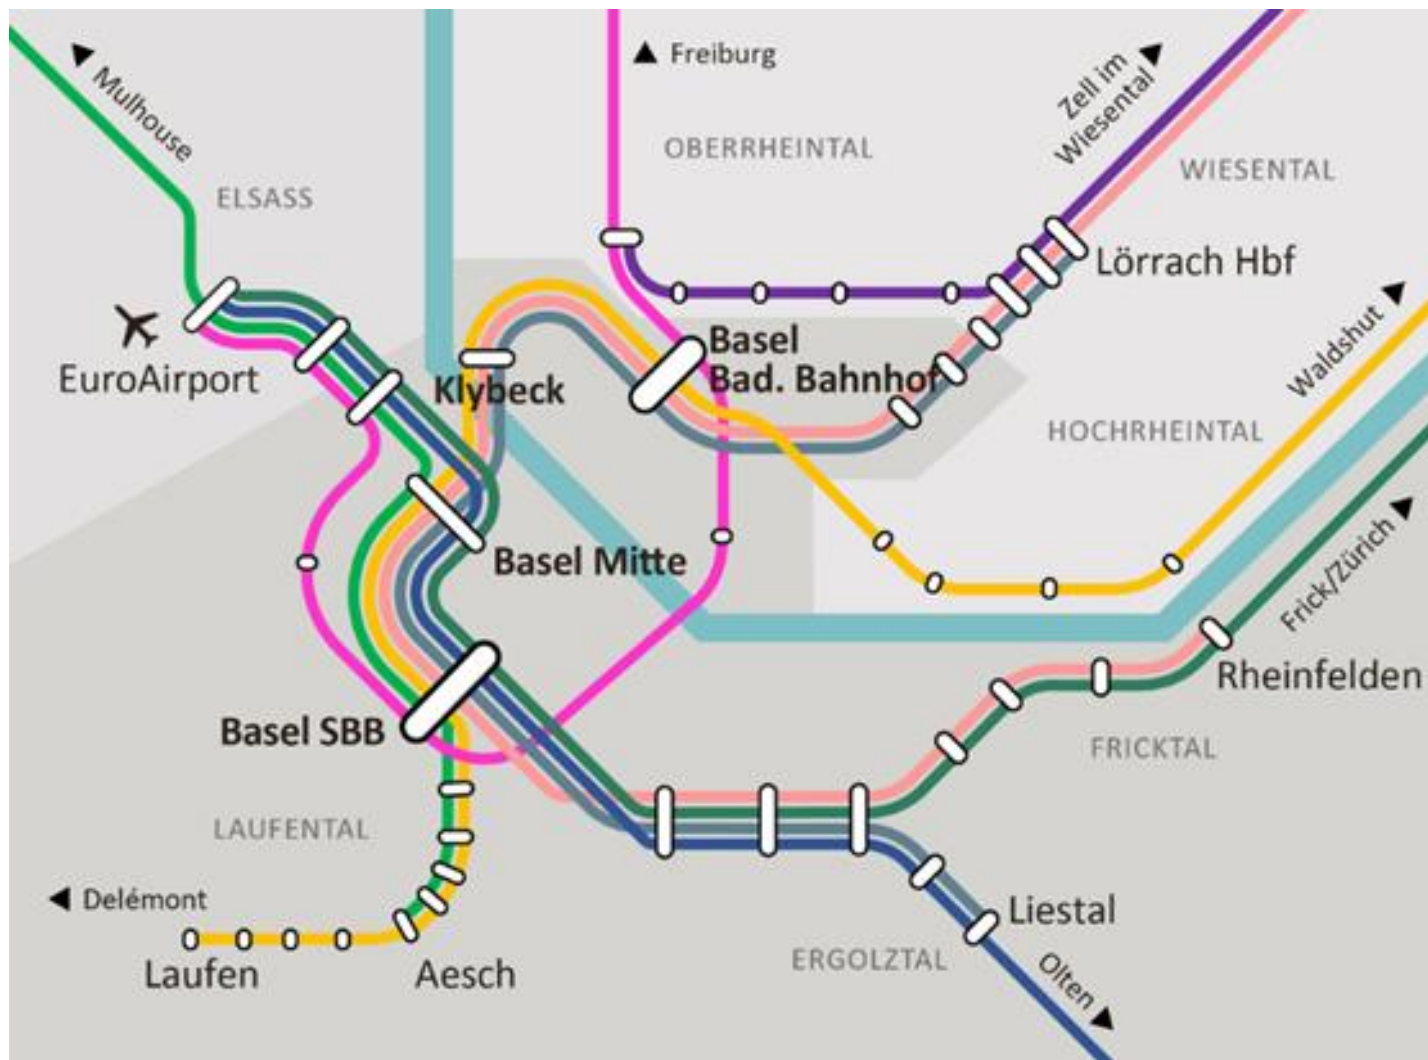 Freiburg
Mulhouse
Zell im
Wiesental
OBERRHEINTAL
WIESENTAL
ELSASS
Lörrach Hbf
Basel
Bad. Bahnhof
EuroAirport
Klybeck
Waldshut
HOCHRHEINTAL
Basel Mitte
Frick/Zürich
Rheinfelden
Basel SBB
FRICKTAL
LAUFENTAL
Delémont
Liestal
ERGOLZTAL
Laufen
Aesch
Olten